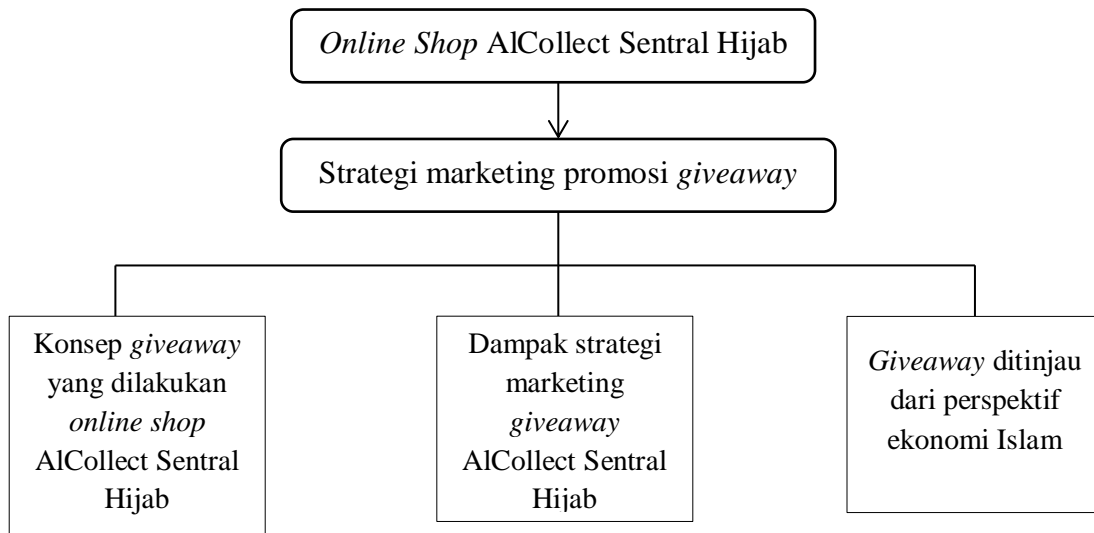 Online Shop AlCollect Sentral Hijab
Strategi marketing promosi giveaway
Konsep giveaway
yang dilakukan
online shop
AlCollect Sentral
Hijab
Dampak strategi
marketing
giveaway
AlCollect Sentral
Hijab
Giveaway ditinjau
dari perspektif
ekonomi Islam